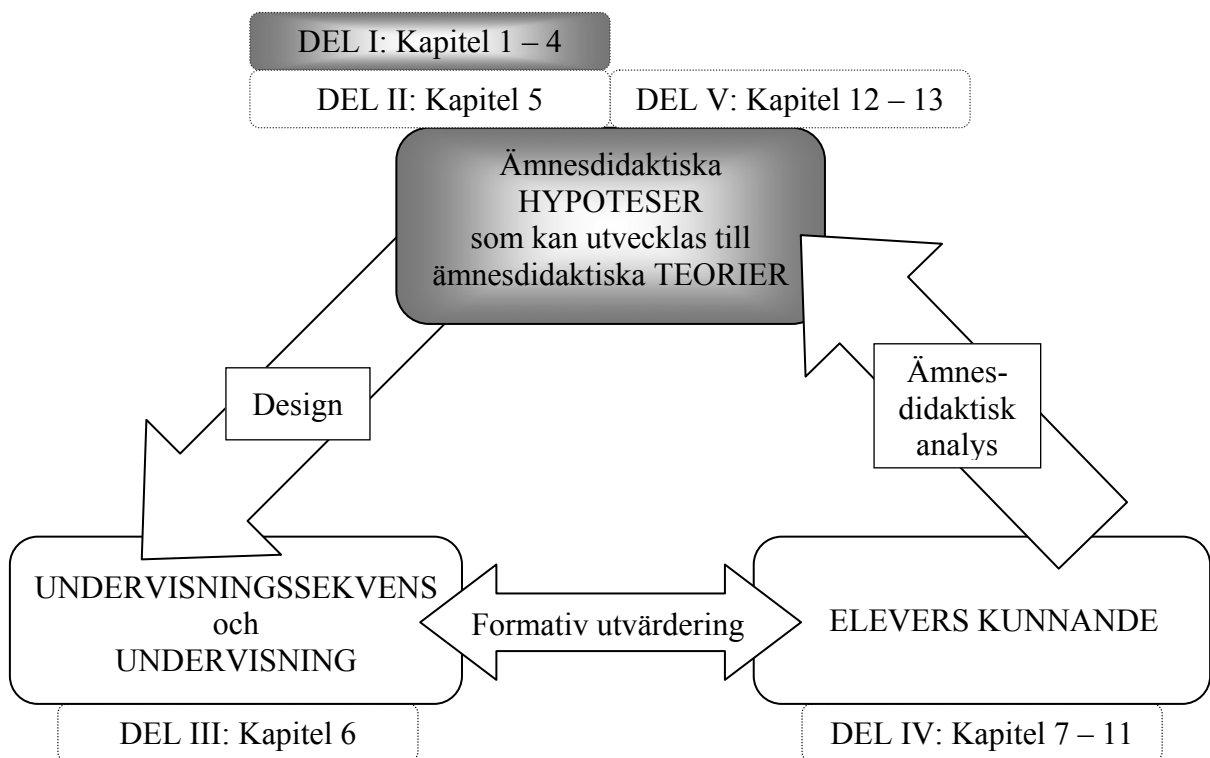 DEL I: Kapitel 1 – 4
DEL II: Kapitel 5
DEL V: Kapitel 12 – 13
Ämnesdidaktiska
HYPOTESER
som kan utvecklas till
ämnesdidaktiska TEORIER
Design
Ämnes-
didaktisk
analys
UNDERVISNINGSSEKVENS
och
UNDERVISNING
Formativ utvärdering
ELEVERS KUNNANDE
DEL III: Kapitel 6
DEL IV: Kapitel 7 – 11